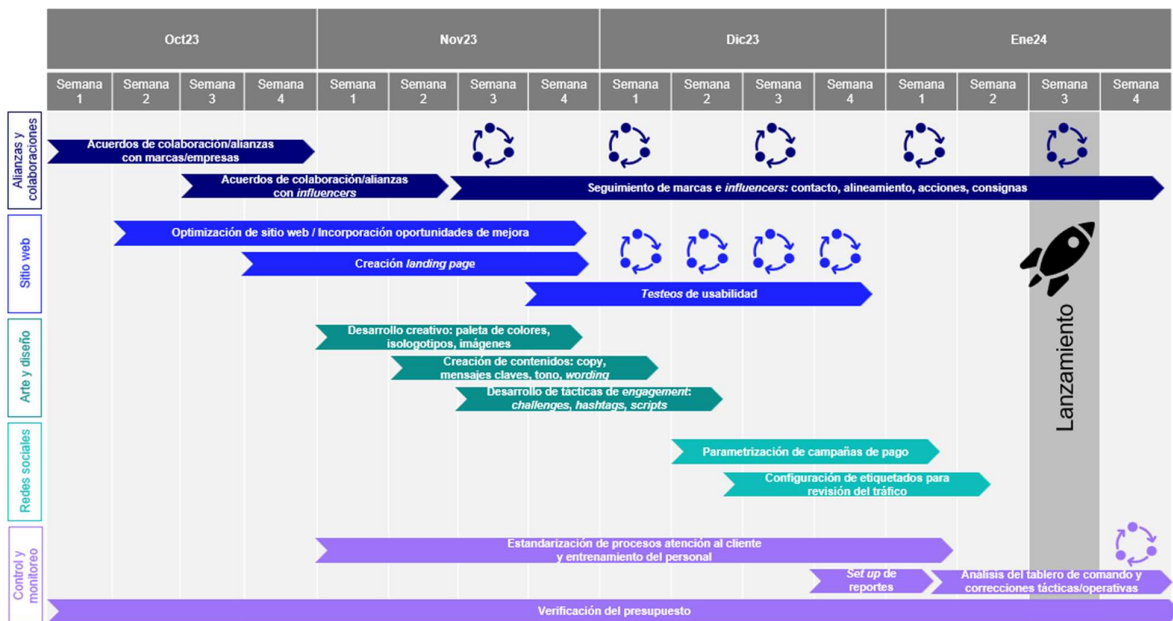 Oct23
Nov23
Dic23
Ene24
Semana
1
Semana
2
Semana
3
Semana
4
Semana
1
Semana
2
Semana
3
Semana
4
Semana
1
Semana
2
Semana
3
Semana
4
Semana
1
Semana
2
Semana
3
Semana
4
Alianzas y
colaboraciones
Acuerdos de colaboración/alianzas
con marcas/empresas
Acuerdos de colaboración/alianzas
con influencers
Seguimiento de marcas e influencers: contacto, alineamiento, acciones, consignas
Sitio web
Optimización de sitio web / Incorporación oportunidades de mejora
Creación landing page
Testeos de usabilidad
Lanzamiento
Arte y diseño
Desarrollo creativo: paleta de colores,
isologotipos, imágenes
Creación de contenidos: copy,
mensajes claves, tono, wording
Desarrollo de tácticas de engagement:
challenges, hashtags, scripts
Redes sociales
Parametrización de campañas de pago
Configuración de etiquetados para
revisión del tráfico
Control y
monitoreo
Estandarización de procesos atención al cliente
y entrenamiento del personal
Set up de
reportes
Análisis del tablero de comando y
correcciones tácticas/operativas
Verificación del presupuesto